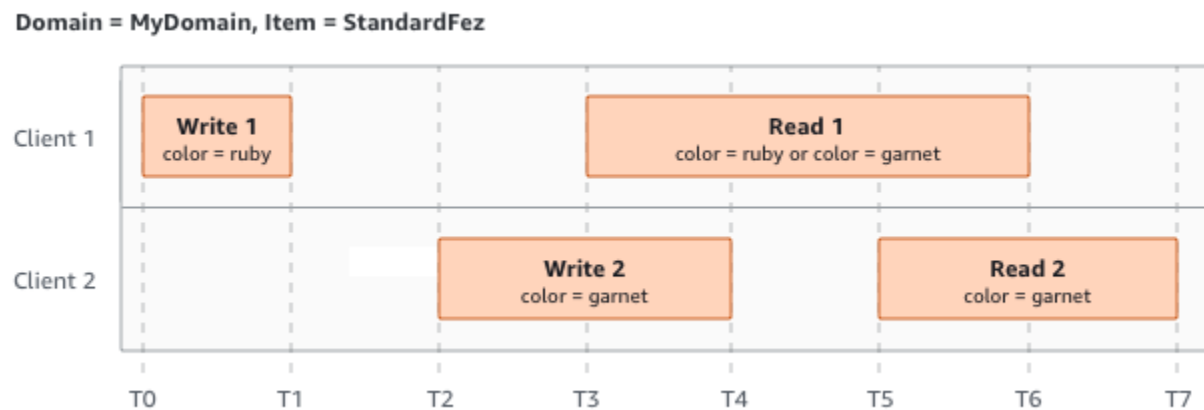 Domain = MyDomain, Item = StandardFez
Client 1
Write 1
color = ruby
Read 1
color = ruby or color = garnet
Client 2
Write 2
color = garnet
Read 2
color = garnet
T0 T1 T2 T3 T4 T5 T6 T7